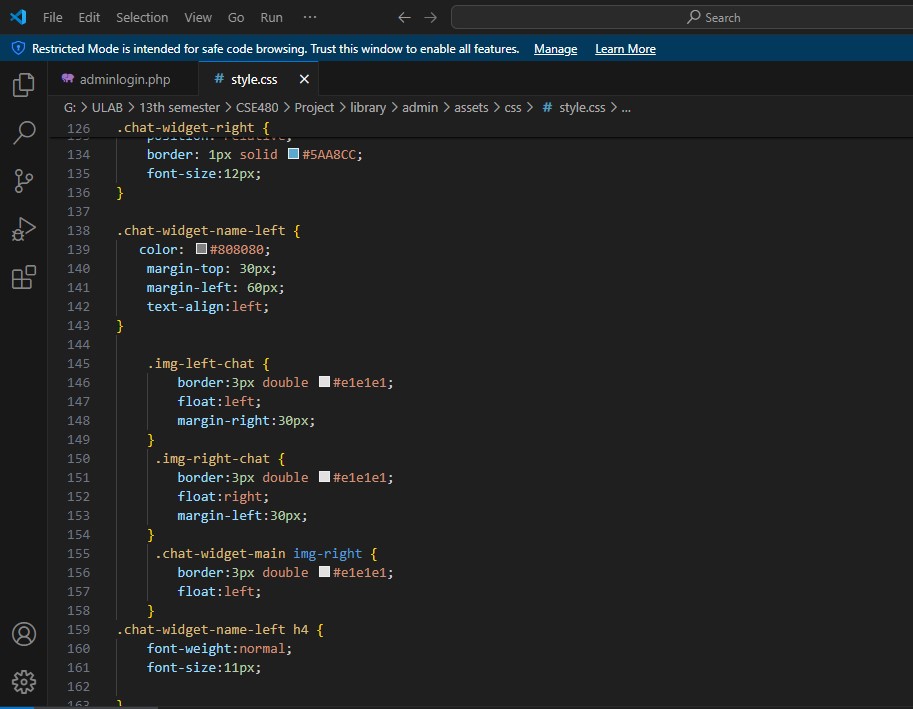 File Edit Selection View Go Run ··· ← → Search
Restricted Mode is intended for safe code browsing. Trust this window to enable all features. Manage Learn More
adminlogin.php # style.css ×
G: > ULAB > 13th semester > CSE480 > Project > library > admin > assets > css > # style.css > ...
126 .chat-widget-right {
134 border: 1px solid #5AA8CC;
135 font-size:12px;
136 }
137
138 .chat-widget-name-left {
139 color: #808080;
140 margin-top: 30px;
141 margin-left: 60px;
142 text-align:left;
143 }
144
145 .img-left-chat {
146 border:3px double #e1e1e1;
147 float:left;
148 margin-right:30px;
149 }
150 .img-right-chat {
151 border:3px double #e1e1e1;
152 float:right;
153 margin-left:30px;
154 }
155 .chat-widget-main img-right {
156 border:3px double #e1e1e1;
157 float:left;
158 }
159 .chat-widget-name-left h4 {
160 font-weight:normal;
161 font-size:11px;
162
163 }